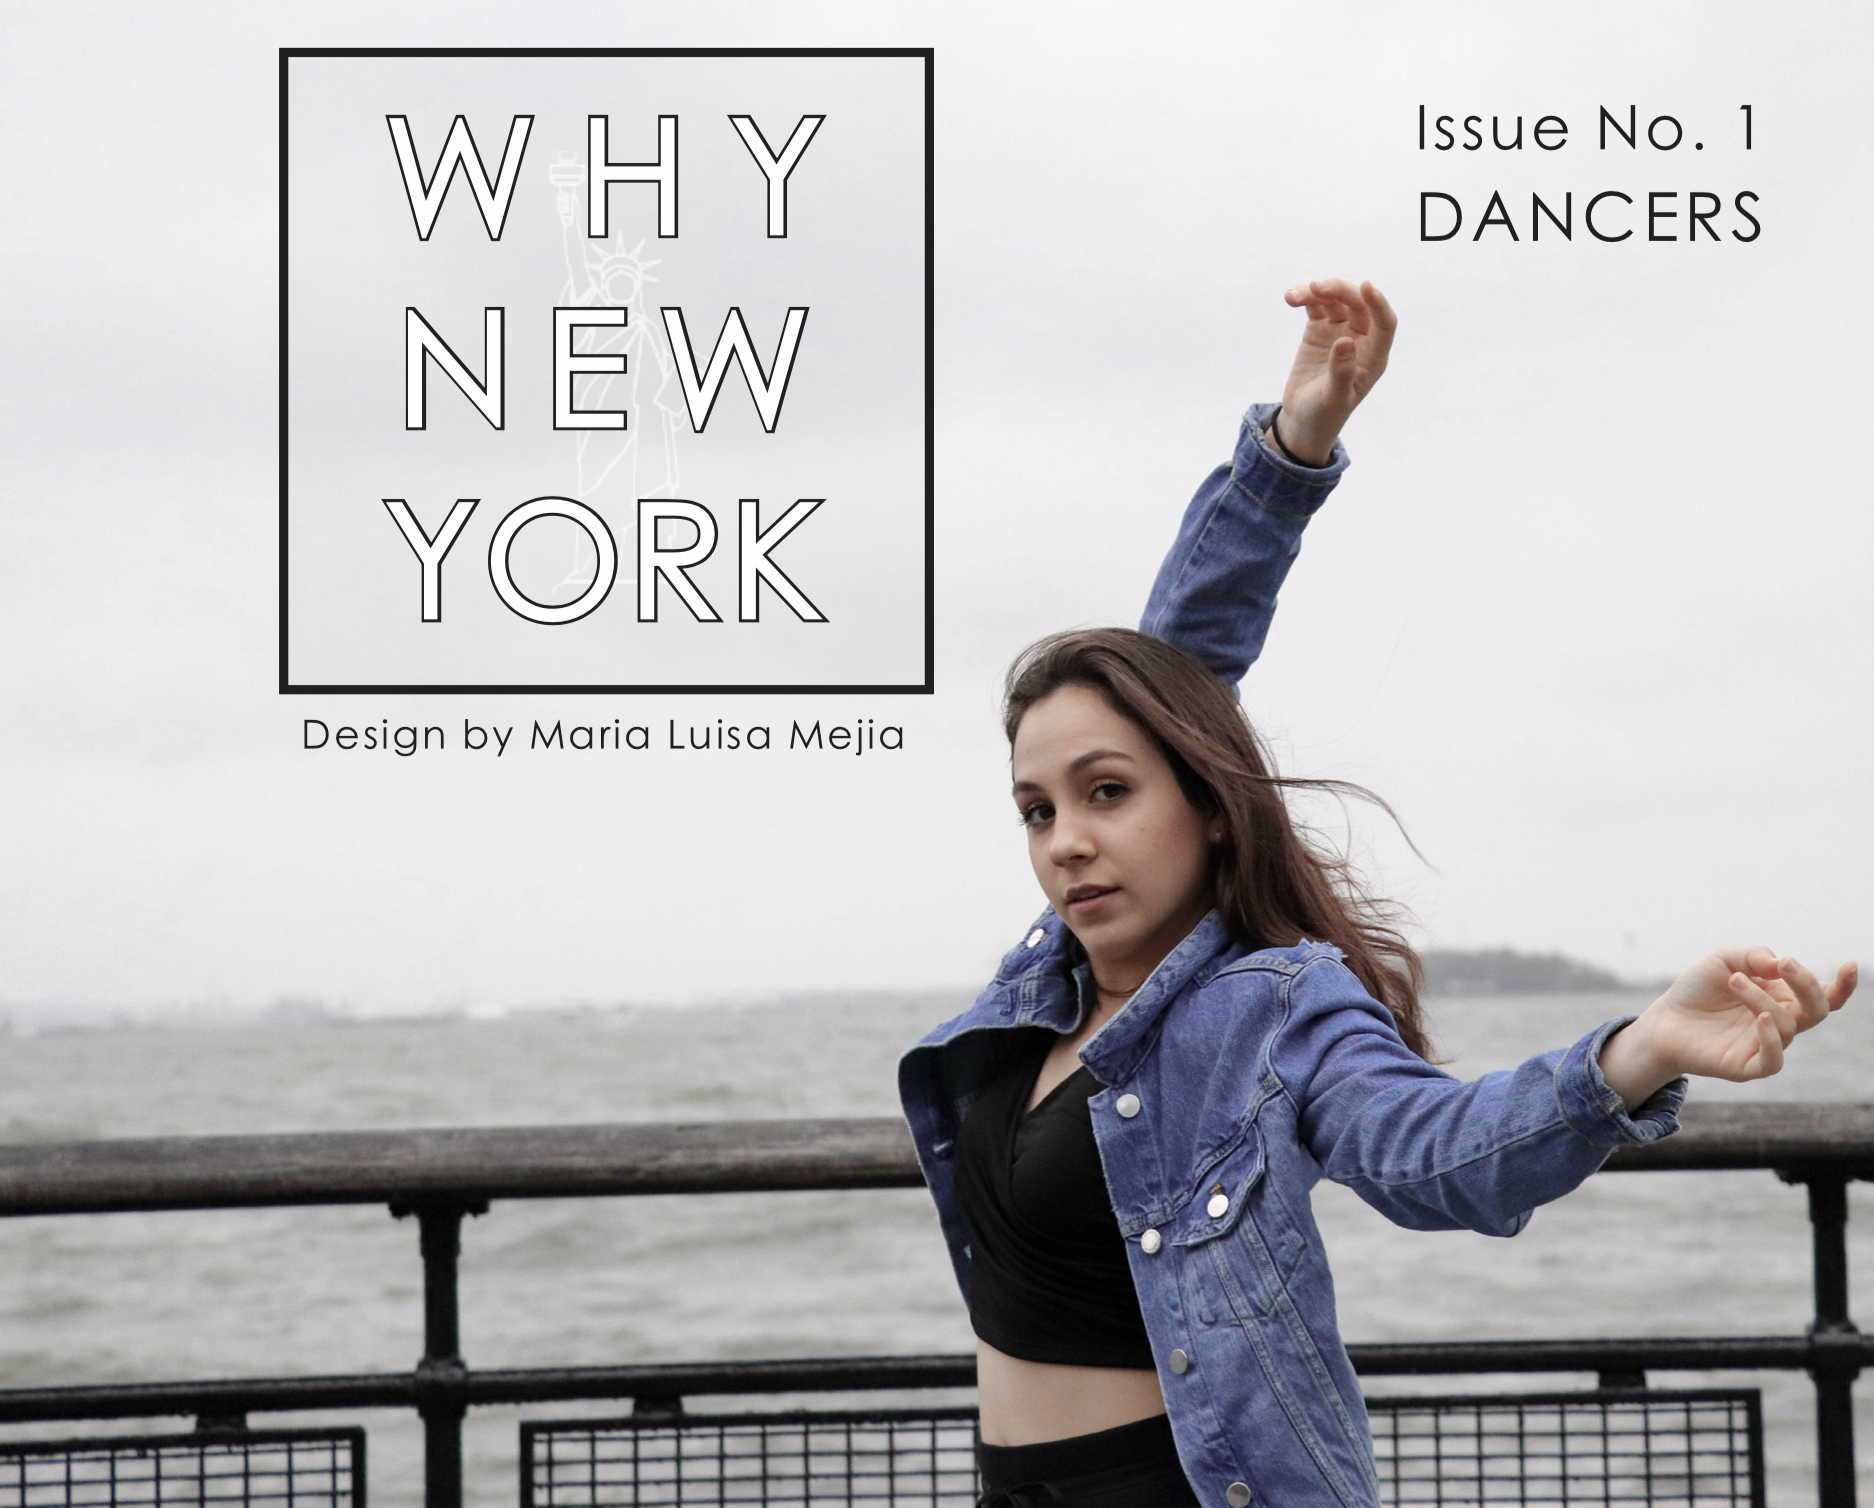 WHY
NEW
YORK
Design by Maria Luisa Mejia
Issue No. 1
DANCERS